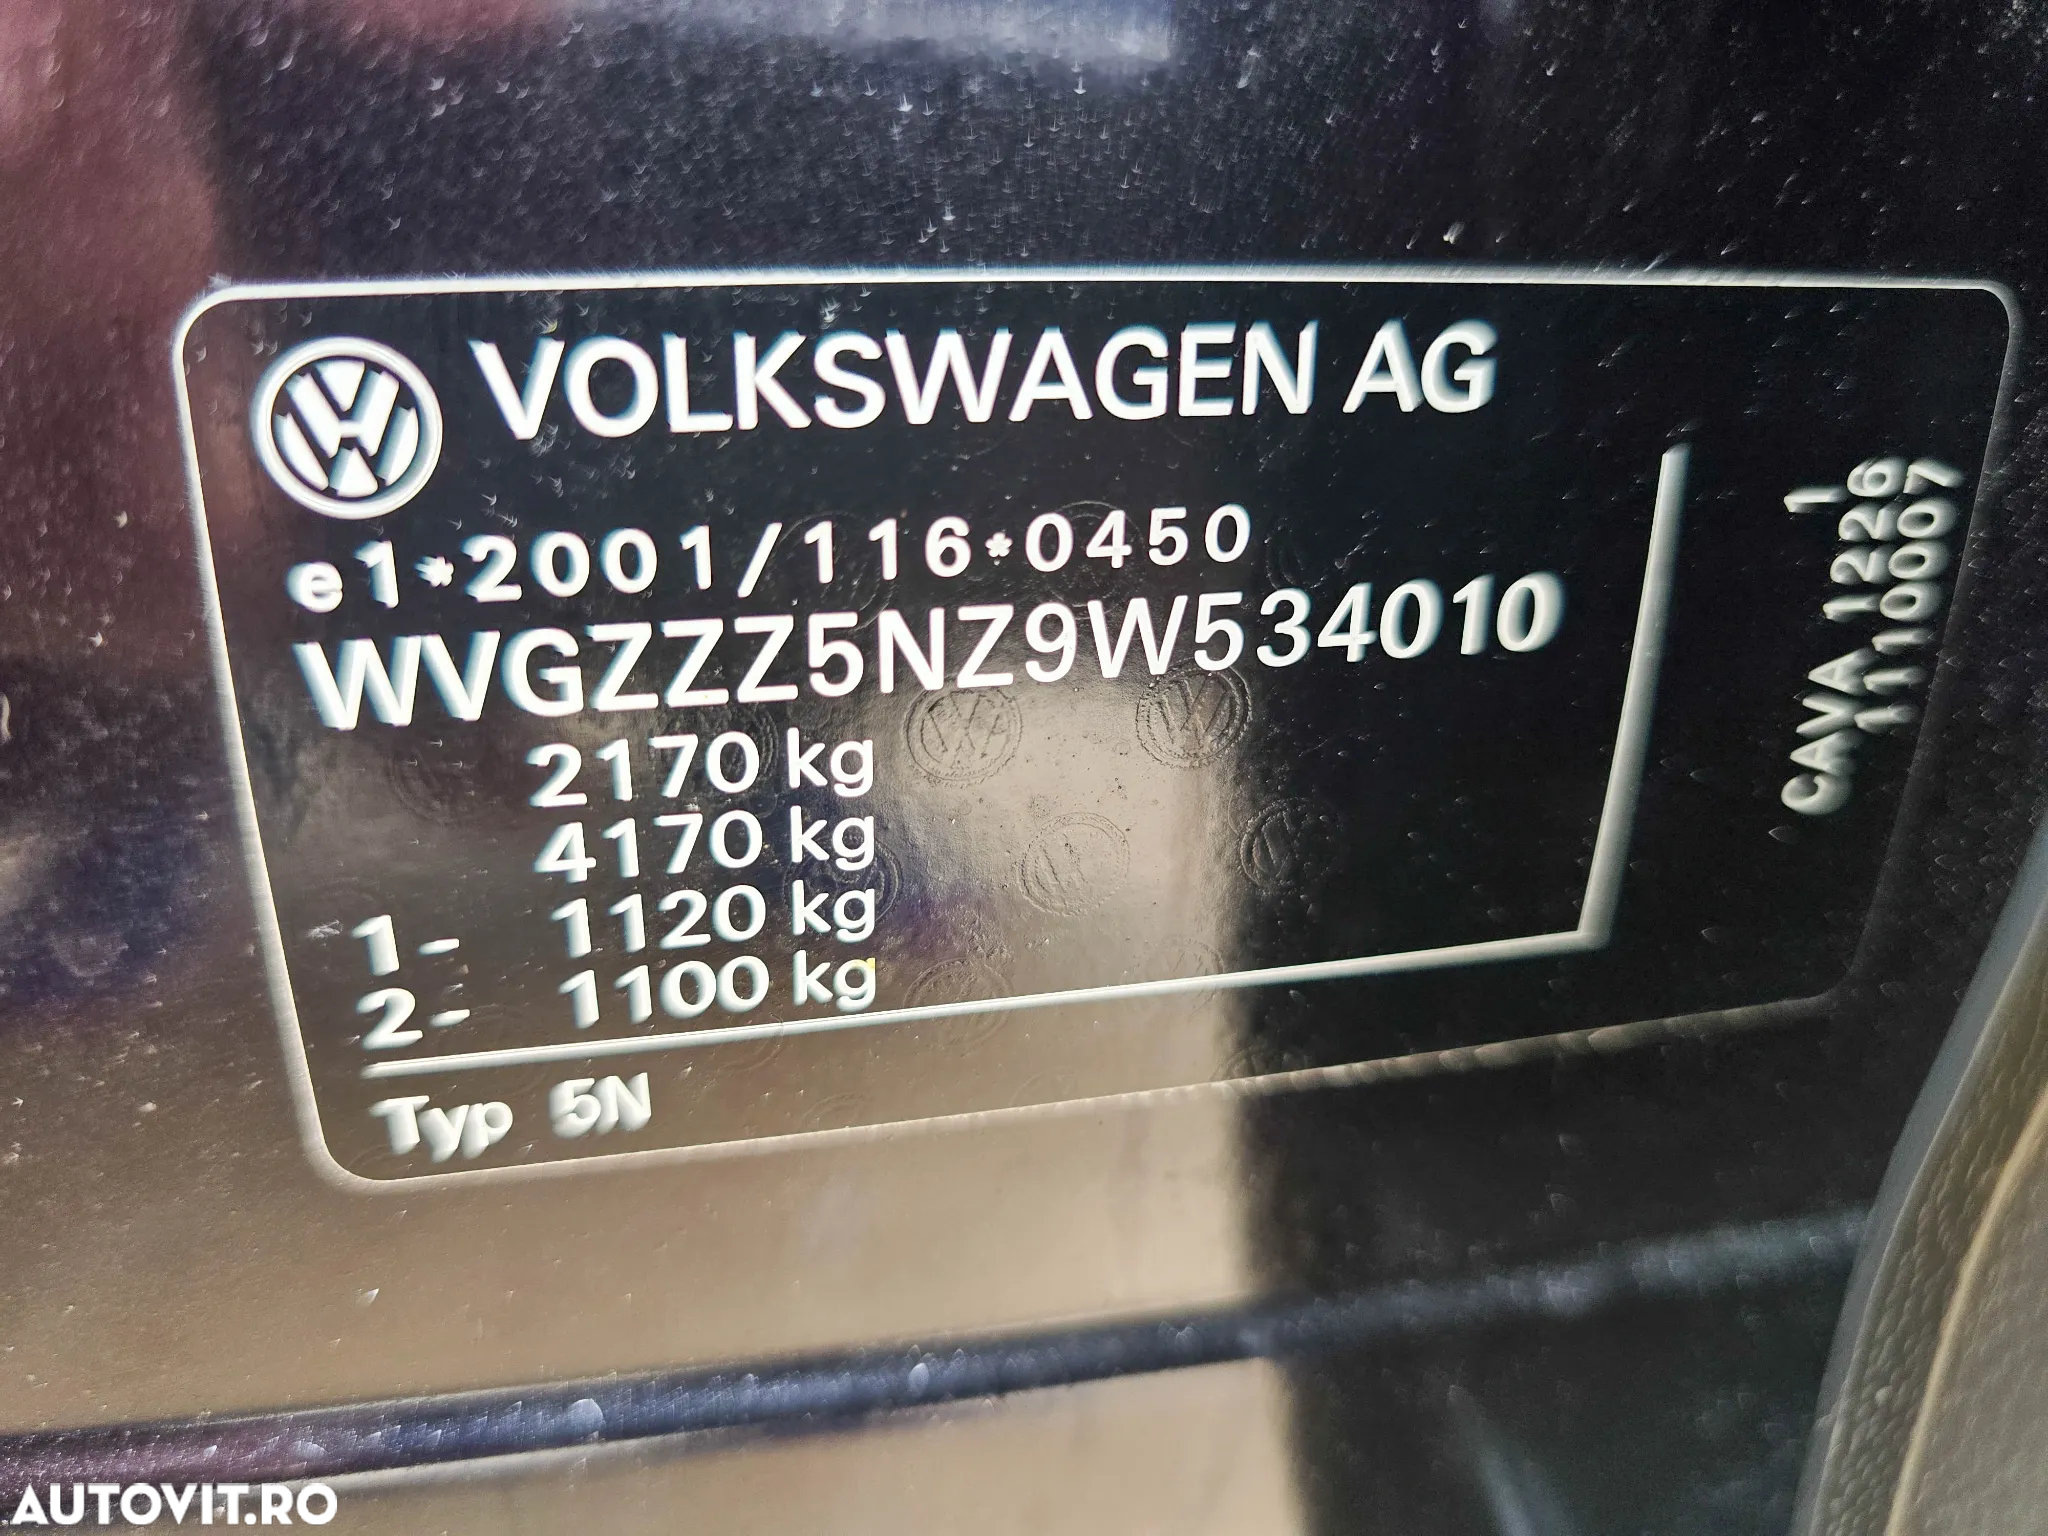 VOLKSWAGEN AG
e1*2001/116*0450
WVGZZZ5NZ9W534010
2170 kg
4170 kg
1- 1120 kg
2- 1100 kg
Typ 5N
1
CAVA 1226
1110007
AUTOVIT.RO